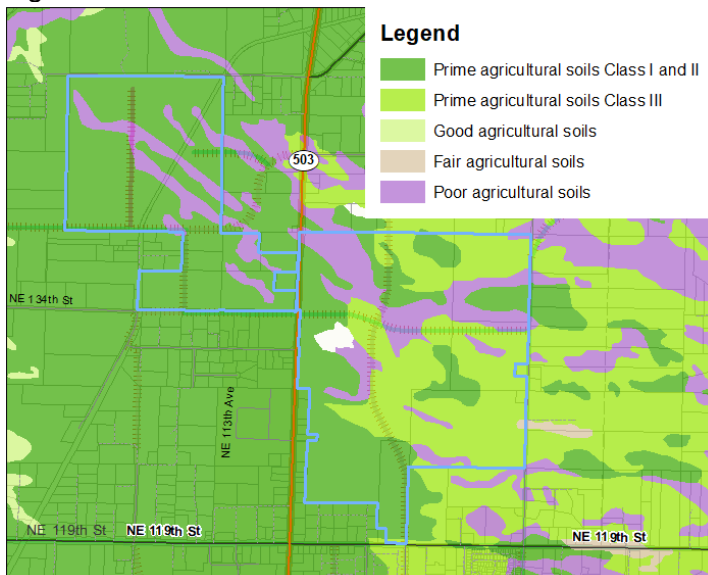 Legend
Prime agricultural soils Class I and II
Prime agricultural soils Class III
Good agricultural soils
Fair agricultural soils
Poor agricultural soils
503
NE 134th St
NE 113th Ave
NE 119th St
NE 119th St
NE 119th St